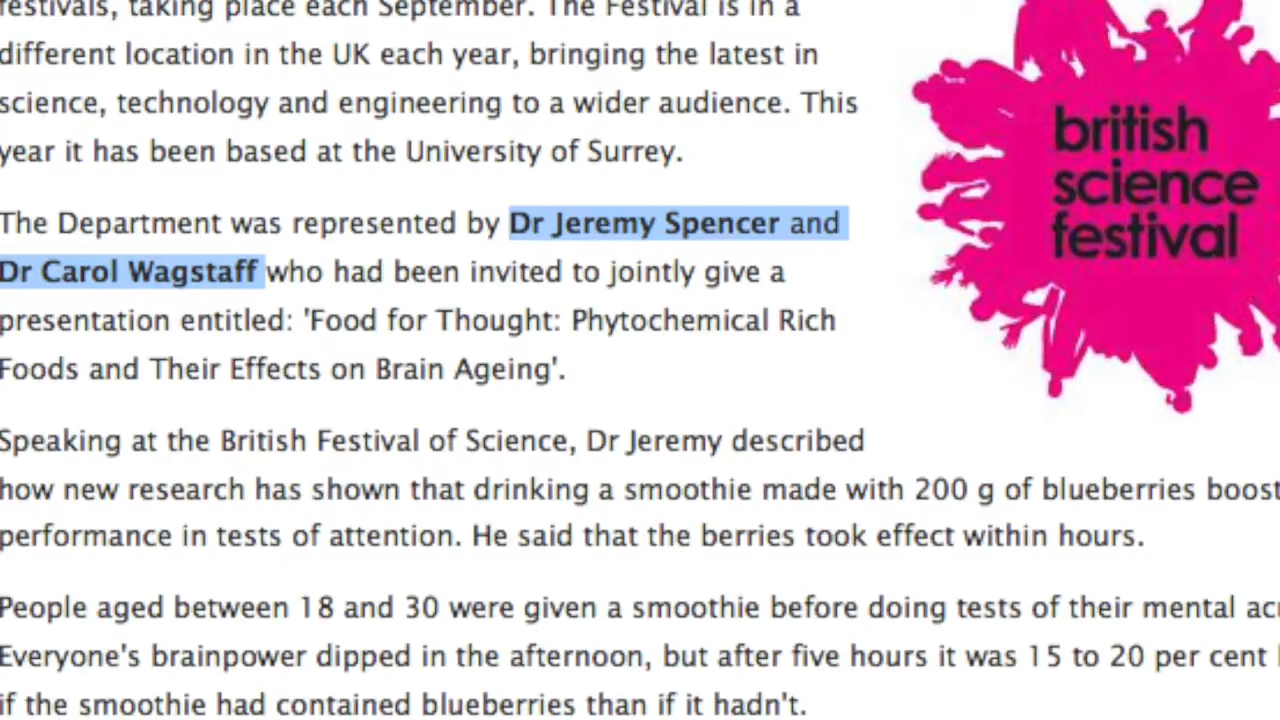 festivals, taking place each September. The Festival is in a
different location in the UK each year, bringing the latest in
science, technology and engineering to a wider audience. This
year it has been based at the University of Surrey.
The Department was represented by Dr Jeremy Spencer and
Dr Carol Wagstaff who had been invited to jointly give a
presentation entitled: 'Food for Thought: Phytochemical Rich
Foods and Their Effects on Brain Ageing'.
british
science
festival
Speaking at the British Festival of Science, Dr Jeremy described
how new research has shown that drinking a smoothie made with 200 g of blueberries boost
performance in tests of attention. He said that the berries took effect within hours.
People aged between 18 and 30 were given a smoothie before doing tests of their mental
Everyone's brainpower dipped in the afternoon, but after five hours it was 15 to 20 per cent
if the smoothie had contained blueberries than if it hadn't.